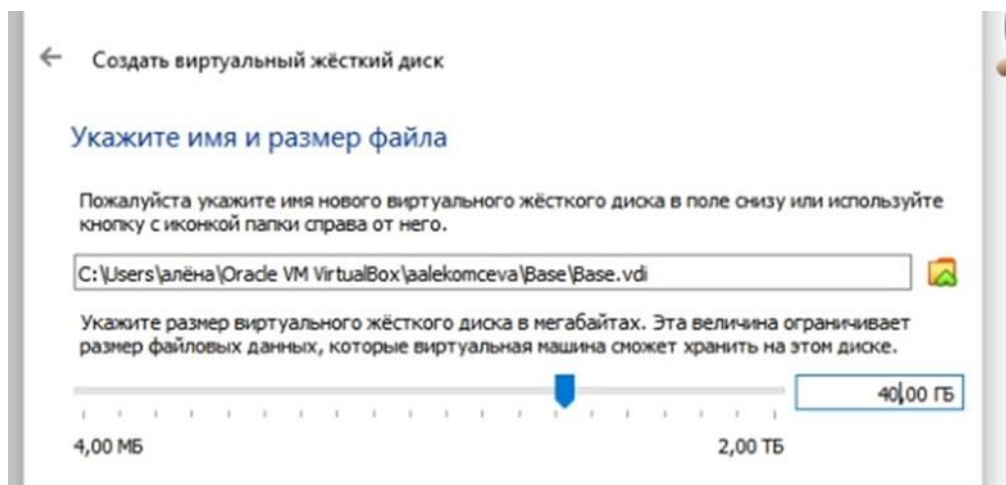 Создать виртуальный жёсткий диск
Укажите имя и размер файла
Пожалуйста укажите имя нового виртуального жёсткого диска в поле снизу или используйте
кнопку с иконкой папки справа от него.
C:\Users\алёна\Oracle VM VirtualBox\aalekomceva\Base\Base.vdi
Укажите размер виртуального жёсткого диска в мегабайтах. Эта величина ограничивает
размер файловых данных, которые виртуальная машина сможет хранить на этом диске.
40,00 ГБ
4,00 МБ 2,00 ТБ